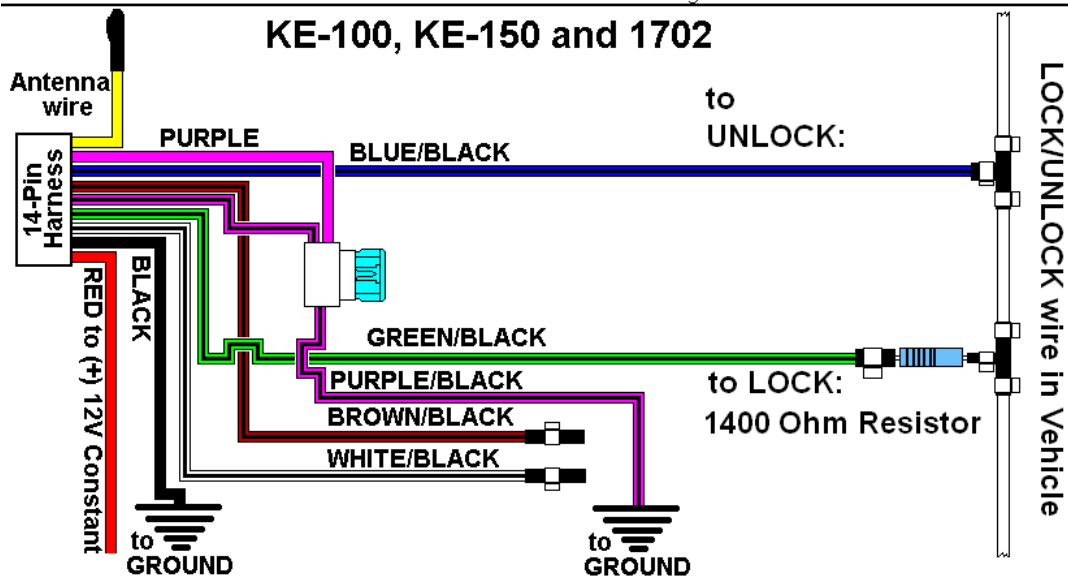 KE-100, KE-150 and 1702
Antenna
wire
to
UNLOCK:
PURPLE
BLUE/BLACK
14-Pin
Harness
LOCK/UNLOCK wire in Vehicle
BLACK
RED to (+) 12V Constant
GREEN/BLACK
PURPLE/BLACK
to LOCK:
1400 Ohm Resistor
BROWN/BLACK
WHITE/BLACK
to
GROUND
to
GROUND